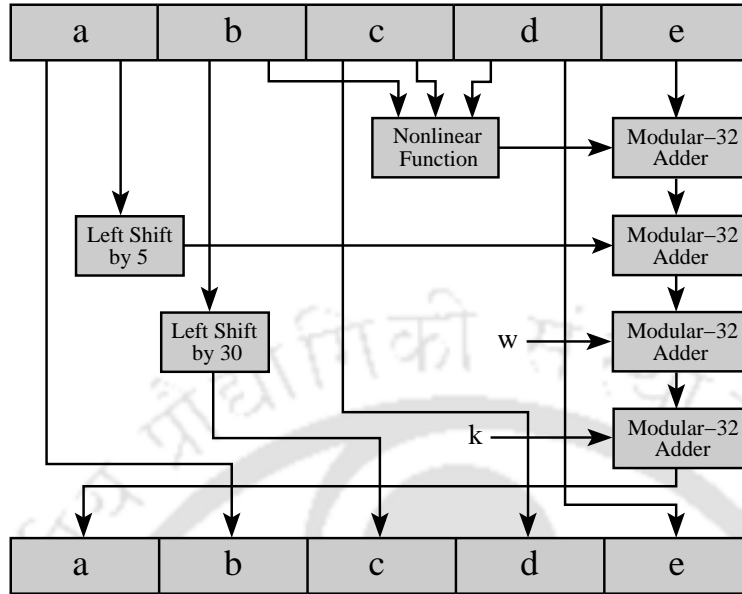 a b c d e
Nonlinear
Function
Modular−32
Adder
Left Shift
by 5
Modular−32
Adder
Left Shift
by 30
w
Modular−32
Adder
k
Modular−32
Adder
a b c d e